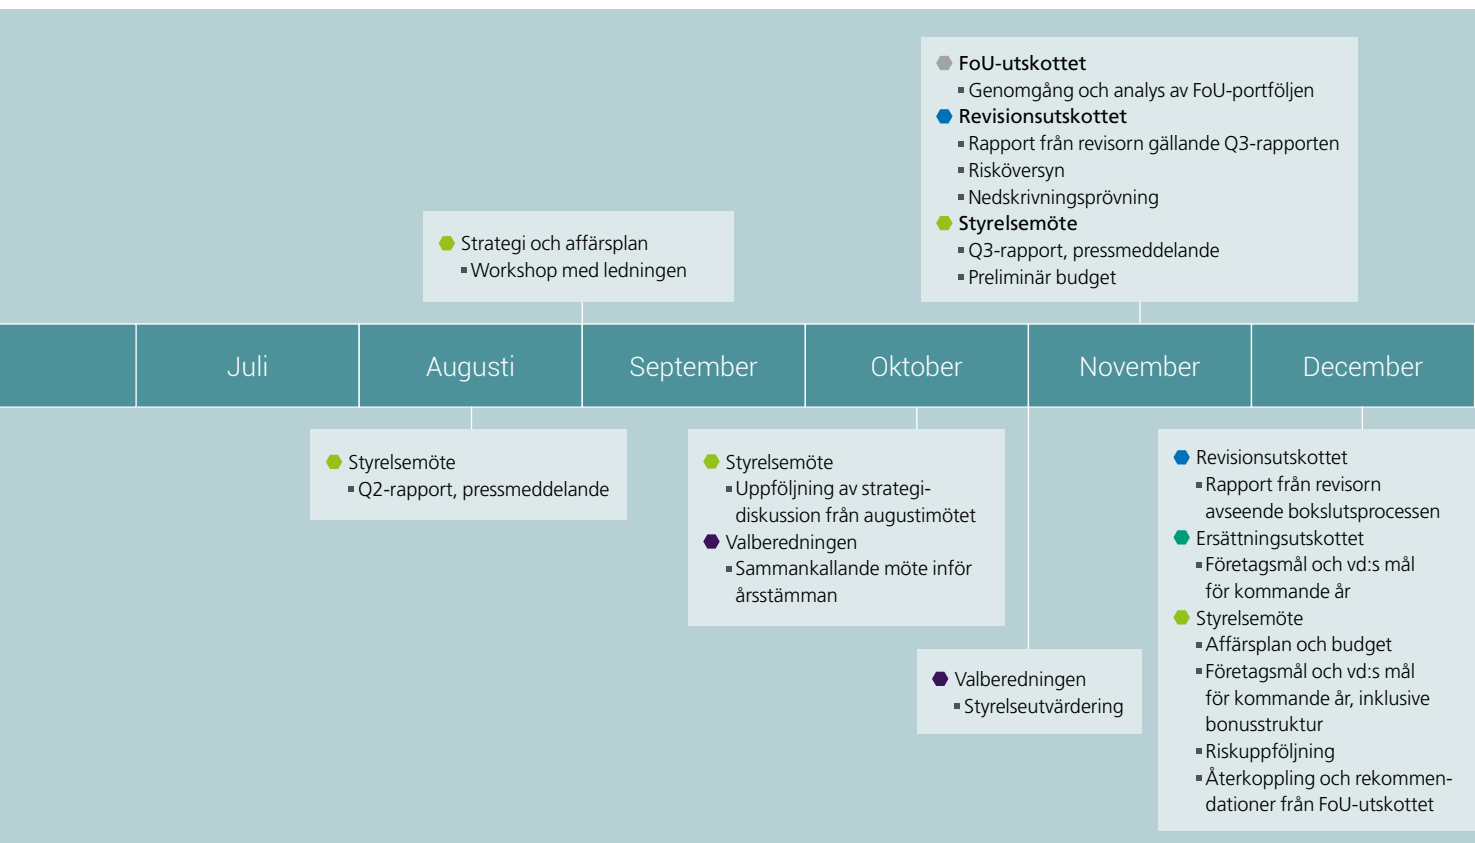 FoU-utskottet
Genomgång och analys av FoU-portföljen
Revisionsutskottet
Rapport från revisorn gällande Q3-rapporten
Risköversyn
Nedskrivningsprövning
Styrelsemöte
Q3-rapport, pressmeddelande
Preliminär budget
Strategi och affärsplan
Workshop med ledningen
Juli
Augusti
September
Oktober
November
December
Styrelsemöte
Q2-rapport, pressmeddelande
Styrelsemöte
Uppföljning av strategi-
diskussion från augustimötet
Valberedningen
Sammankallande möte inför
årsstämman
Valberedningen
Styrelseutvärdering
Revisionsutskottet
Rapport från revisorn
avseende bokslutsprocessen
Ersättningsutskottet
Företagsmål och vd:s mål
för kommande år
Styrelsemöte
Affärsplan och budget
Företagsmål och vd:s mål
för kommande år, inklusive
bonusstruktur
Riskuppföljning
Återkoppling och rekommen-
dationer från FoU-utskottet